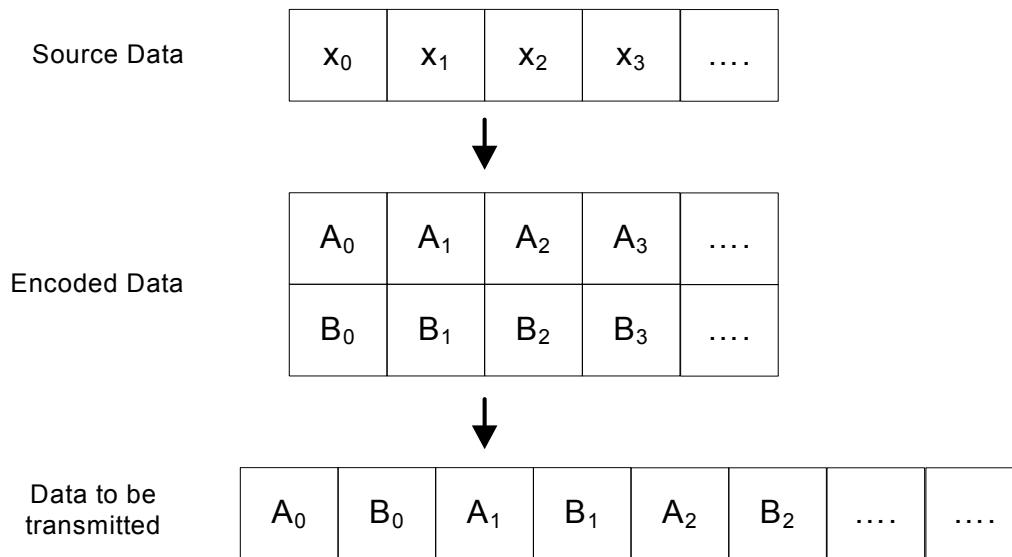 Source Data x₀ x₁ x₂ x₃ ....
A₀ A₁ A₂ A₃ ....
Encoded Data
B₀ B₁ B₂ B₃ ....
Data to be
transmitted
A₀ B₀ A₁ B₁ A₂ B₂ .... ....